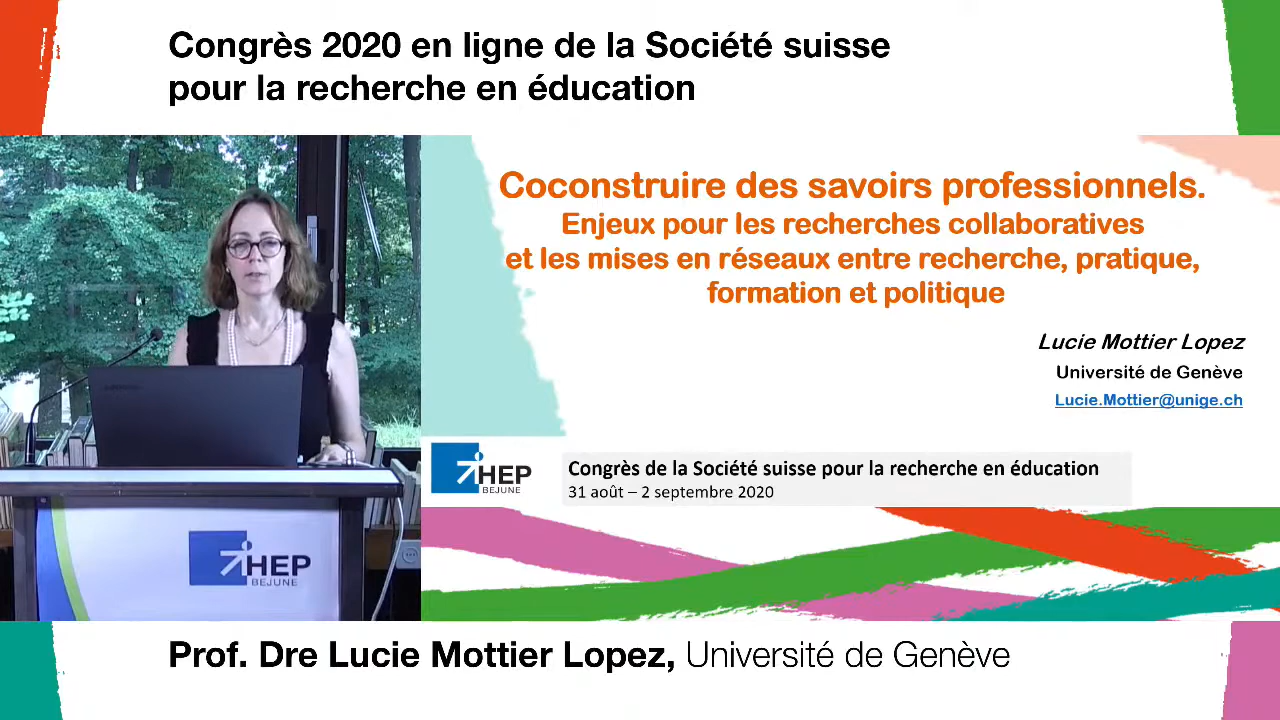 Congrès 2020 en ligne de la Société suisse
pour la recherche en éducation
Coconstruire des savoirs professionnels.
Enjeux pour les recherches collaboratives
et les mises en réseaux entre recherche, pratique,
formation et politique
Lucie Mottier Lopez
Université de Genève
Lucie.Mottier@unige.ch
HEP
BEJUNE
Congrès de la Société suisse pour la recherche en éducation
31 août – 2 septembre 2020
HEP
BEJUNE
Prof. Dre Lucie Mottier Lopez, Université de Genève